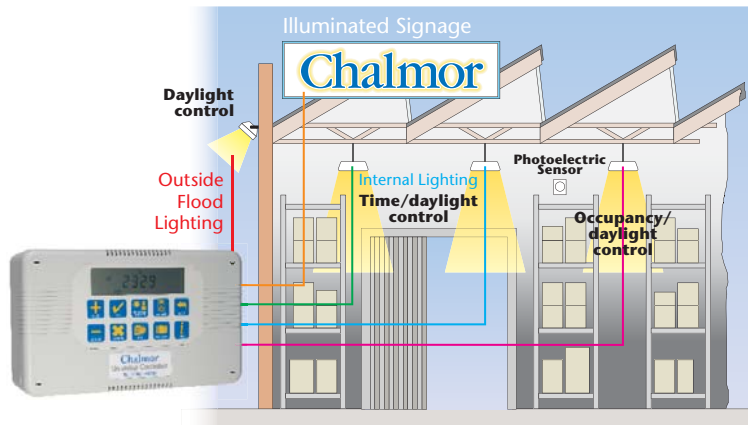 Illuminated Signage
Chalmor
Daylight
control
Outside
Flood
Lighting
Internal Lighting
Time/daylight
control
Photoelectric
Sensor
Occupancy/
daylight
control
2329
Chalmor